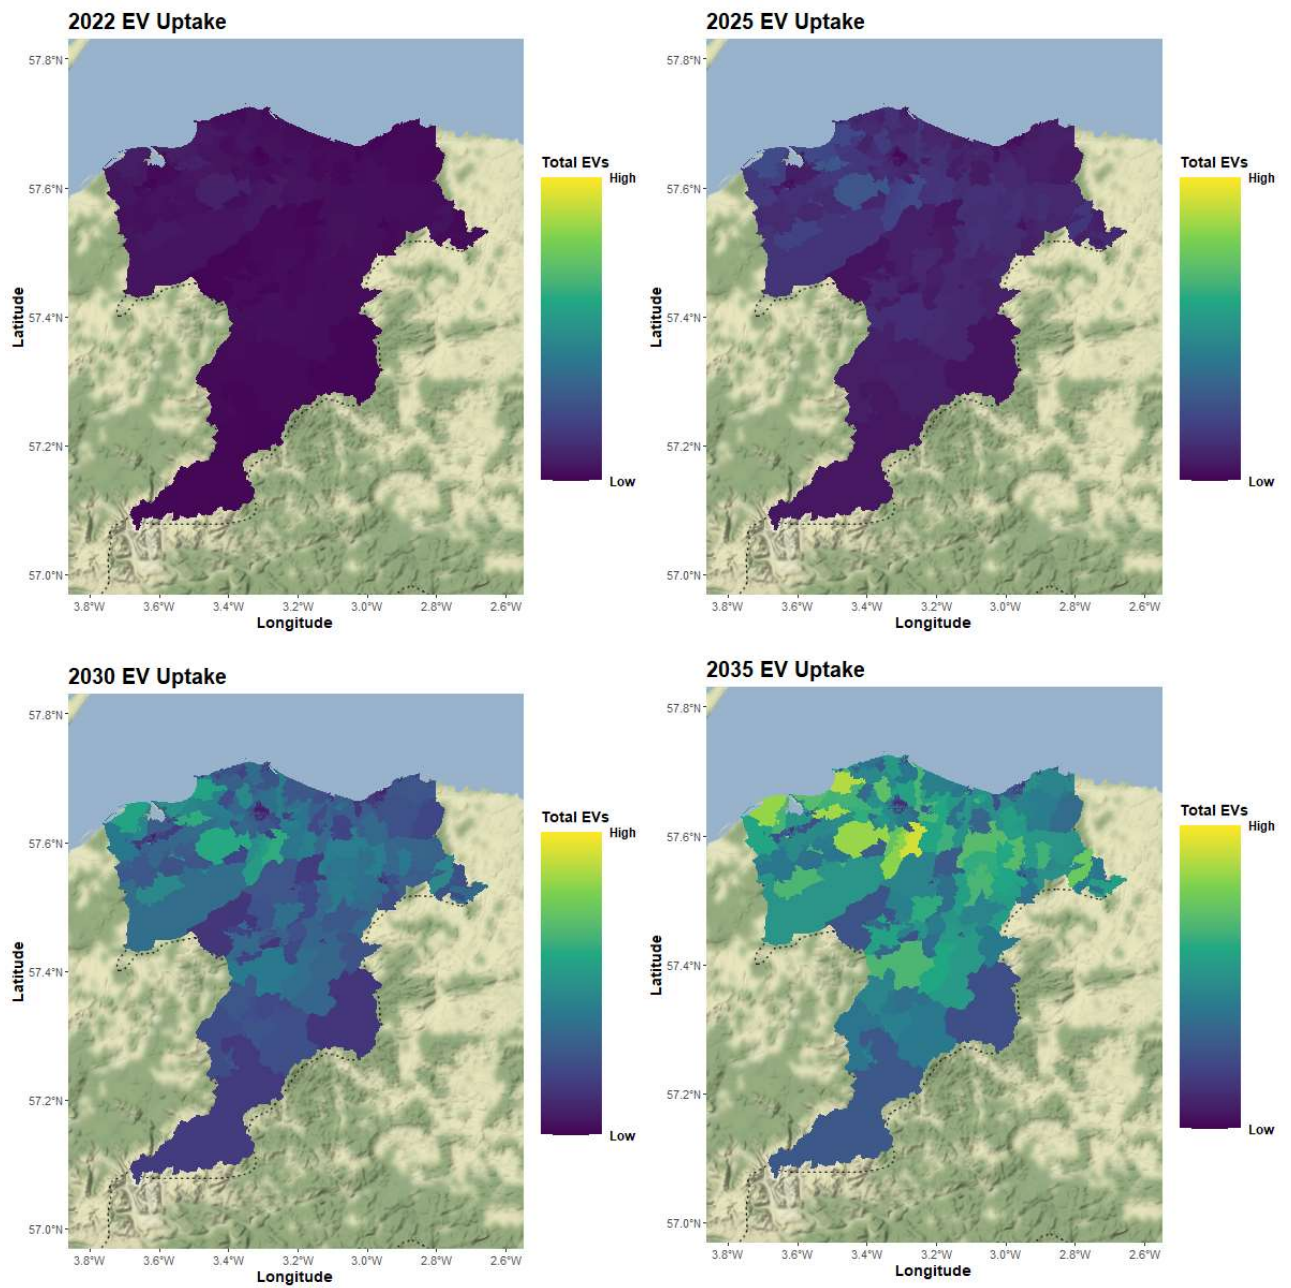 2022 EV Uptake
57.8°N
57.6°N
57.4°N
57.2°N
57.0°N
Latitude
3.8°W 3.6°W 3.4°W 3.2°W 3.0°W 2.8°W 2.6°W
Longitude
Total EVs
High
Low
2025 EV Uptake
57.8°N
57.6°N
57.4°N
57.2°N
57.0°N
Latitude
3.8°W 3.6°W 3.4°W 3.2°W 3.0°W 2.8°W 2.6°W
Longitude
Total EVs
High
Low
2030 EV Uptake
57.8°N
57.6°N
57.4°N
57.2°N
57.0°N
Latitude
3.8°W 3.6°W 3.4°W 3.2°W 3.0°W 2.8°W 2.6°W
Longitude
Total EVs
High
Low
2035 EV Uptake
57.8°N
57.6°N
57.4°N
57.2°N
57.0°N
Latitude
3.8°W 3.6°W 3.4°W 3.2°W 3.0°W 2.8°W 2.6°W
Longitude
Total EVs
High
Low